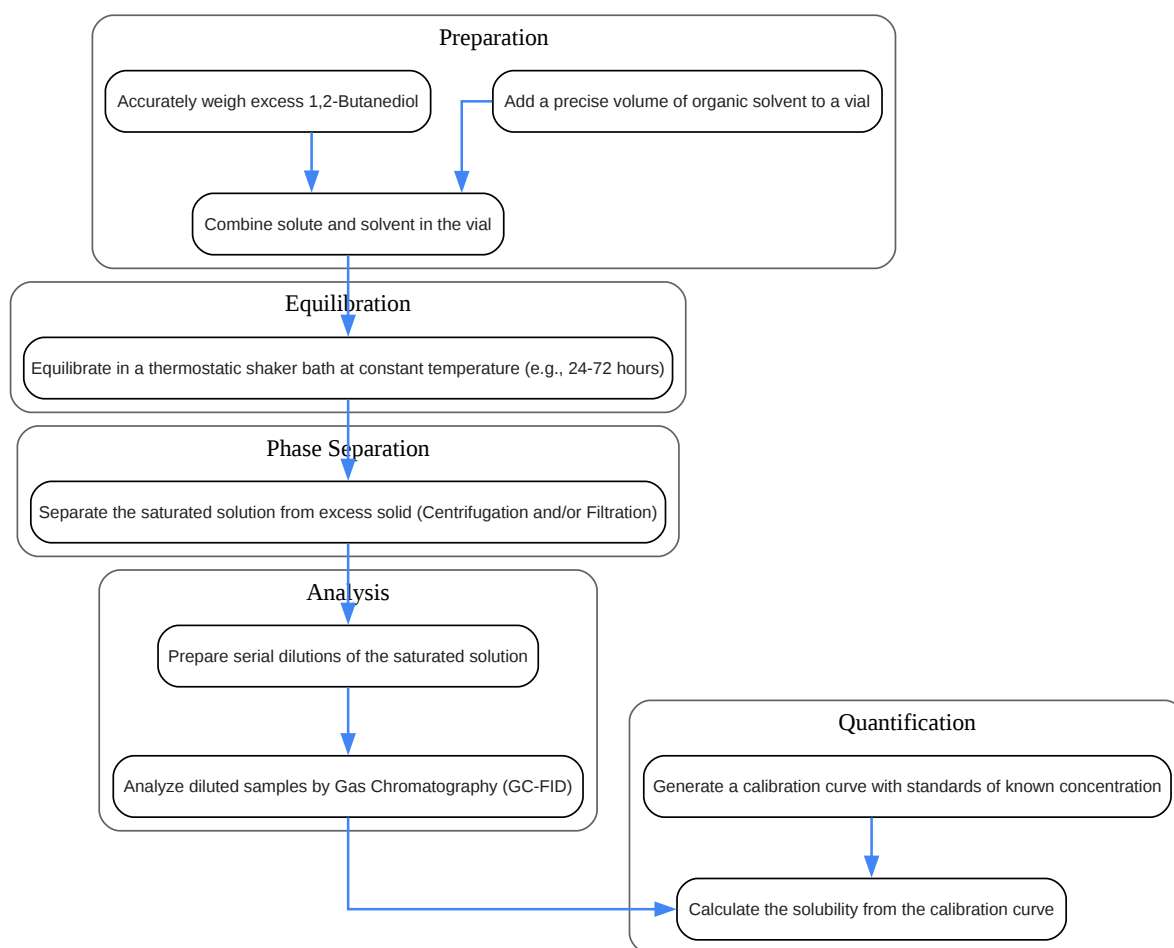 Preparation
Accurately weigh excess 1,2-Butanediol
Add a precise volume of organic solvent to a vial
Combine solute and solvent in the vial
Equilibration
Equilibrate in a thermostatic shaker bath at constant temperature (e.g., 24-72 hours)
Phase Separation
Separate the saturated solution from excess solid (Centrifugation and/or Filtration)
Analysis
Prepare serial dilutions of the saturated solution
Analyze diluted samples by Gas Chromatography (GC-FID)
Quantification
Generate a calibration curve with standards of known concentration
Calculate the solubility from the calibration curve